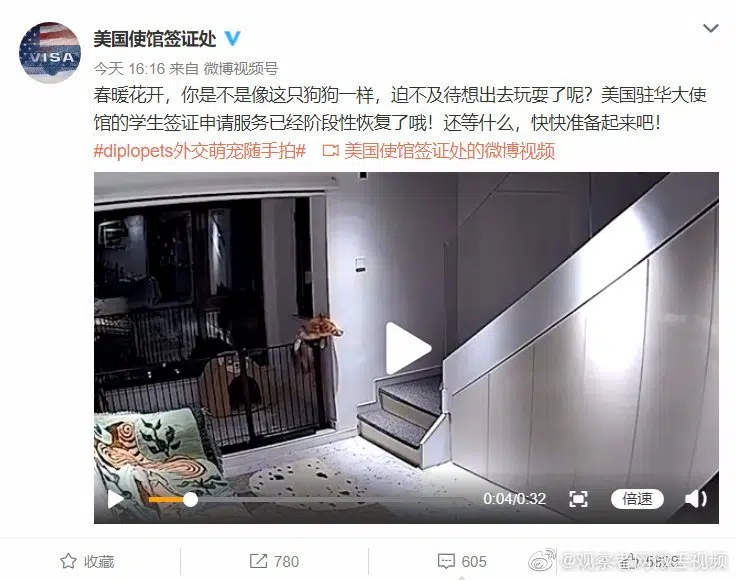 美国使馆签证处
VISA
今天 16:16 来自 微博视频号
春暖花开，你是不是像这只狗狗一样，迫不及待想出去玩耍了呢？美国驻华大使
馆的学生签证申请服务已经阶段性恢复了哦！还等什么，快快准备起来吧！
#diplopets外交萌宠随手拍# 美国使馆签证处的微博视频
0:04/0:32
倍速
收藏
780
605